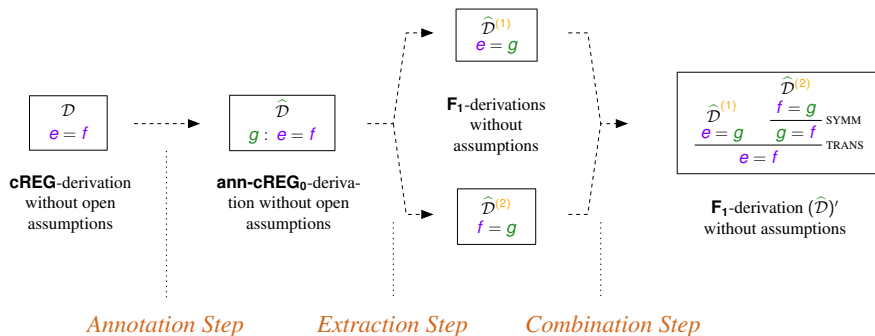 𝒟
e = f
cREG-derivation
without open
assumptions
𝒟̂
g : e = f
ann-cREG₀-deriva-
tion without open
assumptions
𝒟̂⁽¹⁾
e = g
F₁-derivations
without
assumptions
𝒟̂⁽²⁾
f = g
𝒟̂⁽²⁾
𝒟̂⁽¹⁾ f = g SYMM
e = g g = f TRANS
e = f
F₁-derivation (𝒟̂)′
without assumptions
Annotation Step Extraction Step Combination Step